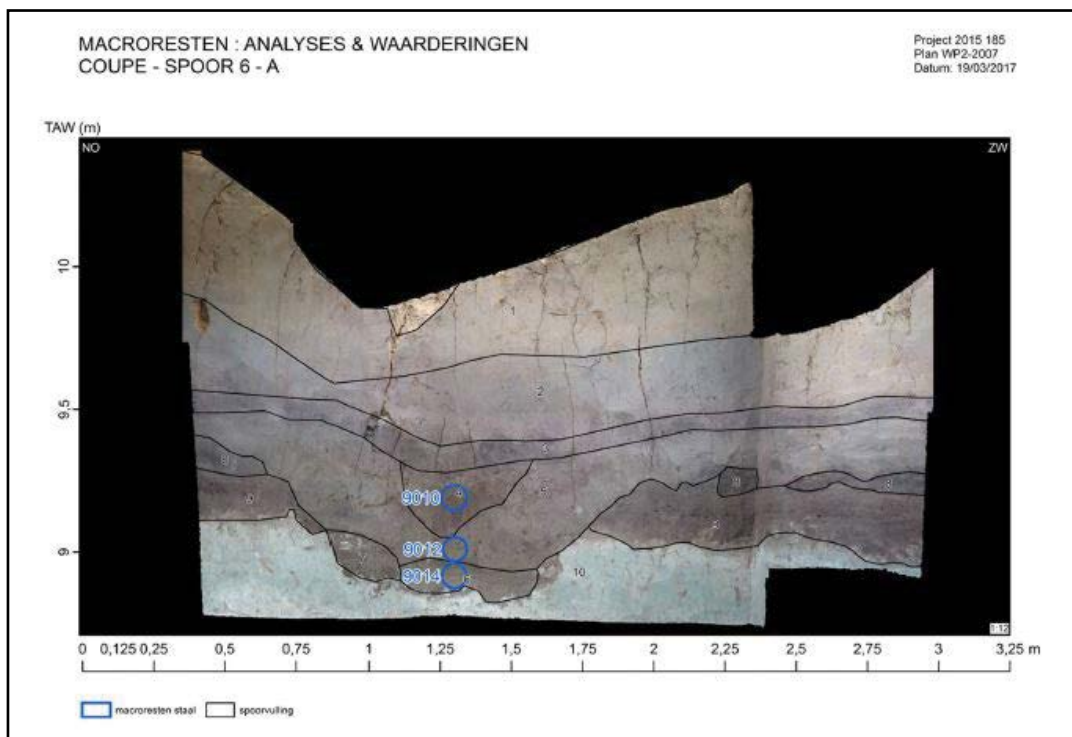 MACRORESTEN : ANALYSES & WAARDERINGEN
COUPE - SPOOR 6 - A
Project 2015 185
Plan WP2-2007
Datum: 19/03/2017
TAW (m)
NO
ZW
10
9.5
9
1
2
9010
9012
9014
10
1:12
0 0,125 0,25 0,5 0,75 1 1,25 1,5 1,75 2 2,25 2,5 2,75 3 3,25 m
macroresten staal
spoorvulling